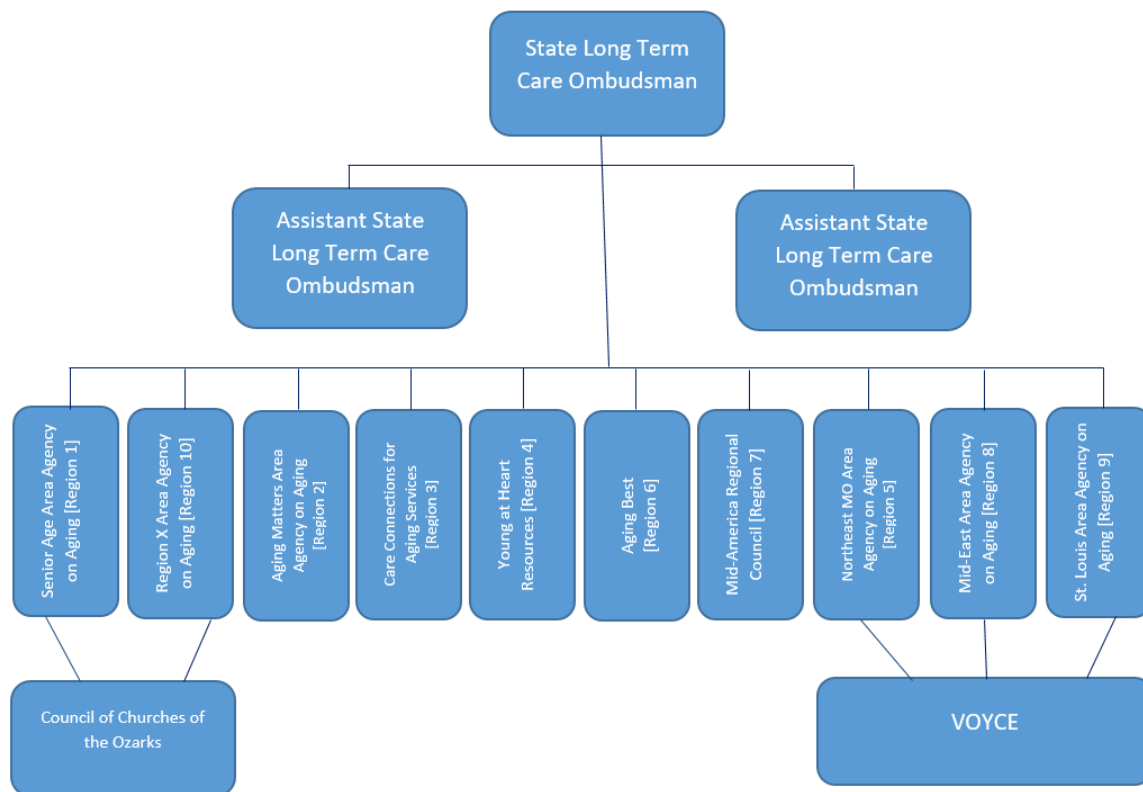 State Long Term
Care Ombudsman
Assistant State
Long Term Care
Ombudsman
Assistant State
Long Term Care
Ombudsman
Senior Age Area Agency
on Aging [Region 1]
Region X Area Agency
on Aging [Region 10]
Aging Matters Area
Agency on Aging
[Region 2]
Care Connections for
Aging Services
[Region 3]
Young at Heart
Resources [Region 4]
Aging Best
[Region 6]
Mid-America Regional
Council [Region 7]
Northeast MO Area
Agency on Aging
[Region 5]
Mid-East Area Agency
on Aging [Region 8]
St. Louis Area Agency on
Aging [Region 9]
Council of Churches of
the Ozarks
VOYCE